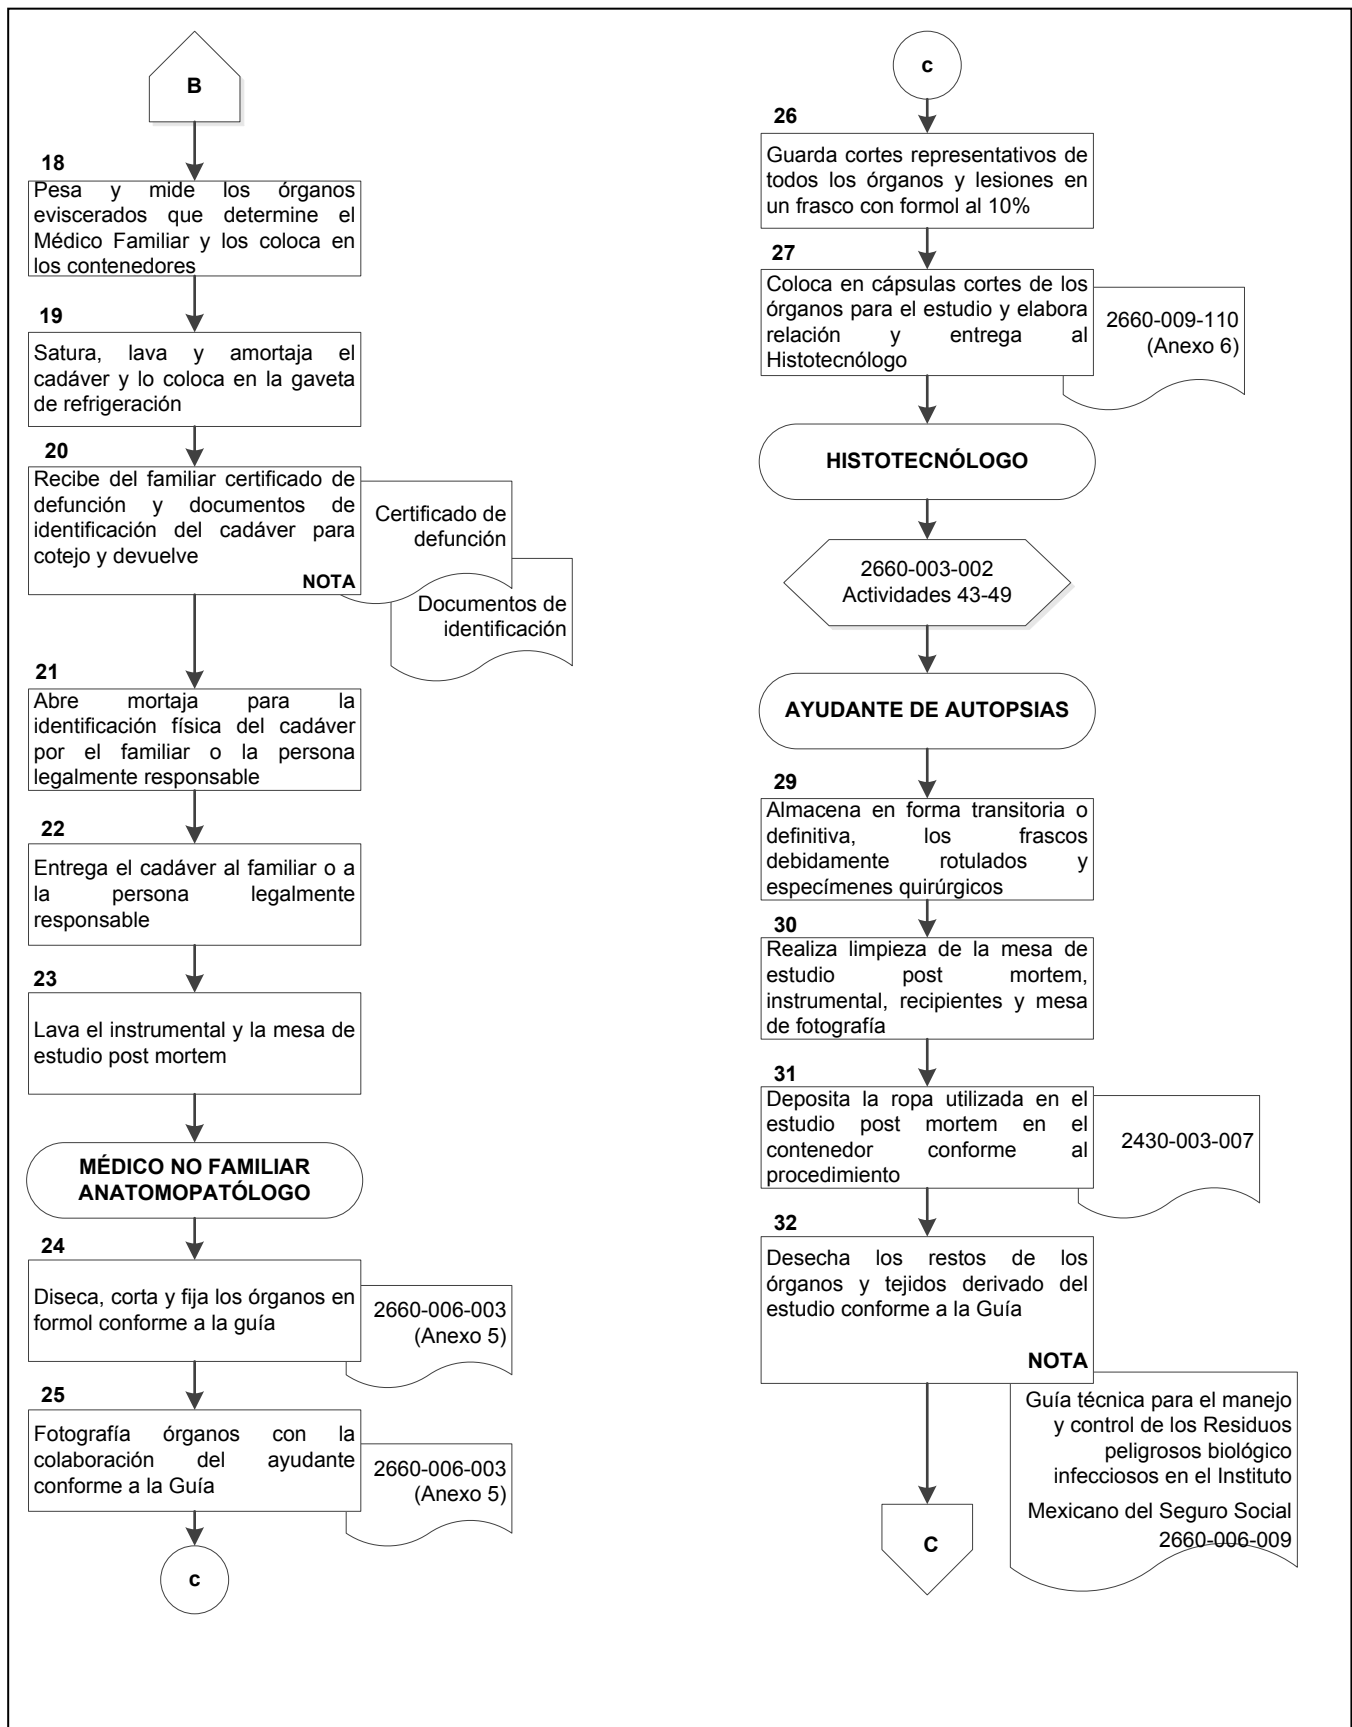 B
18
Pesa y mide los órganos
eviscerados que determine el
Médico Familiar y los coloca en
los contenedores
19
Satura, lava y amortaja el
cadáver y lo coloca en la gaveta
de refrigeración
20
Recibe del familiar certificado de
defunción y documentos de
identificación del cadáver para
cotejo y devuelve
NOTA
Certificado de
defunción
Documentos de
identificación
21
Abre mortaja para la
identificación física del cadáver
por el familiar o la persona
legalmente responsable
22
Entrega el cadáver al familiar o a
la persona legalmente
responsable
23
Lava el instrumental y la mesa de
estudio post mortem
MÉDICO NO FAMILIAR
ANATOMOPATÓLOGO
24
Diseca, corta y fija los órganos en
formol conforme a la guía
2660-006-003
(Anexo 5)
25
Fotografía órganos con la
colaboración del ayudante
conforme a la Guía
2660-006-003
(Anexo 5)
c
c
26
Guarda cortes representativos de
todos los órganos y lesiones en
un frasco con formol al 10%
27
Coloca en cápsulas cortes de los
órganos para el estudio y elabora
relación y entrega al
Histotecnólogo
2660-009-110
(Anexo 6)
HISTOTECNÓLOGO
2660-003-002
Actividades 43-49
AYUDANTE DE AUTOPSIAS
29
Almacena en forma transitoria o
definitiva, los frascos
debidamente rotulados y
especímenes quirúrgicos
30
Realiza limpieza de la mesa de
estudio post mortem,
instrumental, recipientes y mesa
de fotografía
31
Deposita la ropa utilizada en el
estudio post mortem en el
contenedor conforme al
procedimiento
2430-003-007
32
Desecha los restos de los
órganos y tejidos derivado del
estudio conforme a la Guía
NOTA
Guía técnica para el manejo
y control de los Residuos
peligrosos biológico
infecciosos en el Instituto
Mexicano del Seguro Social
2660-006-009
C